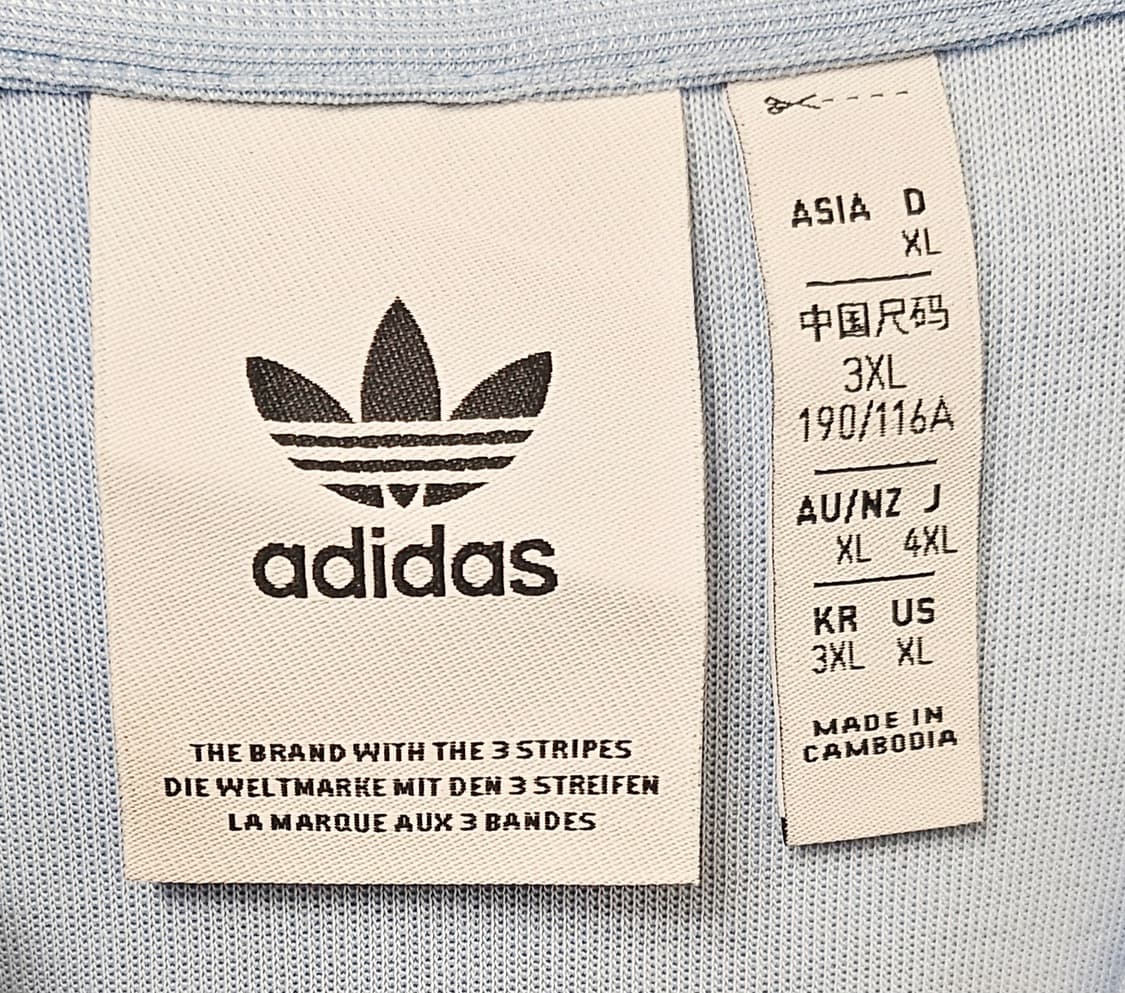 adidas
THE BRAND WITH THE 3 STRIPES
DIE WELTMARKE MIT DEN 3 STREIFEN
LA MARQUE AUX 3 BANDES
ASIA D
XL
中国尺码
3XL
190/116A
AU/NZ J
XL 4XL
KR US
3XL XL
MADE IN
CAMBODIA